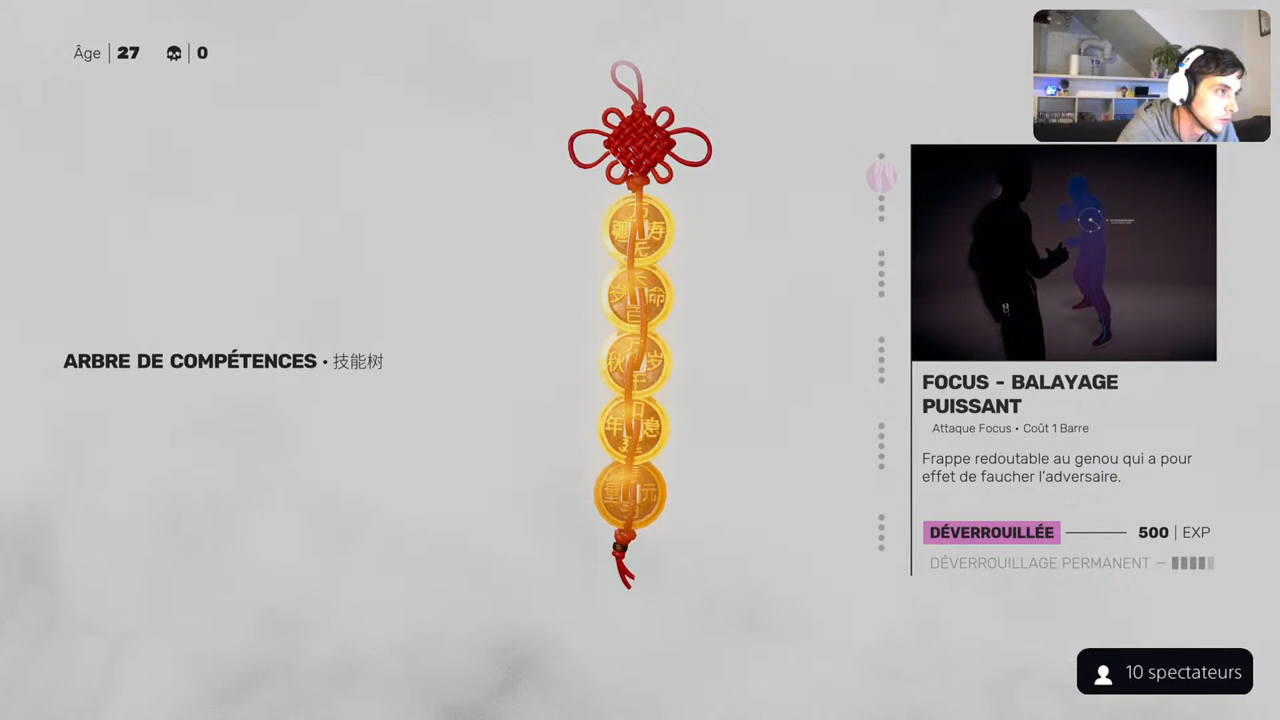 Âge | 27 0
ARBRE DE COMPÉTENCES • 技能树
FOCUS - BALAYAGE
PUISSANT
Attaque Focus • Coût 1 Barre
Frappe redoutable au genou qui a pour
effet de faucher l'adversaire.
DÉVERROUILLÉE 500 | EXP
DÉVERROUILLAGE PERMANENT –
10 spectateurs